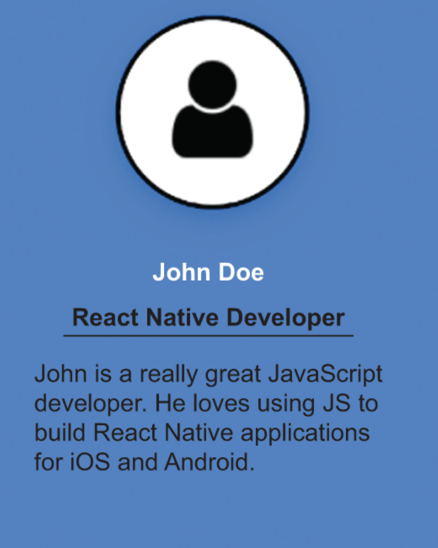 John Doe
React Native Developer
John is a really great JavaScript
developer. He loves using JS to
build React Native applications
for iOS and Android.